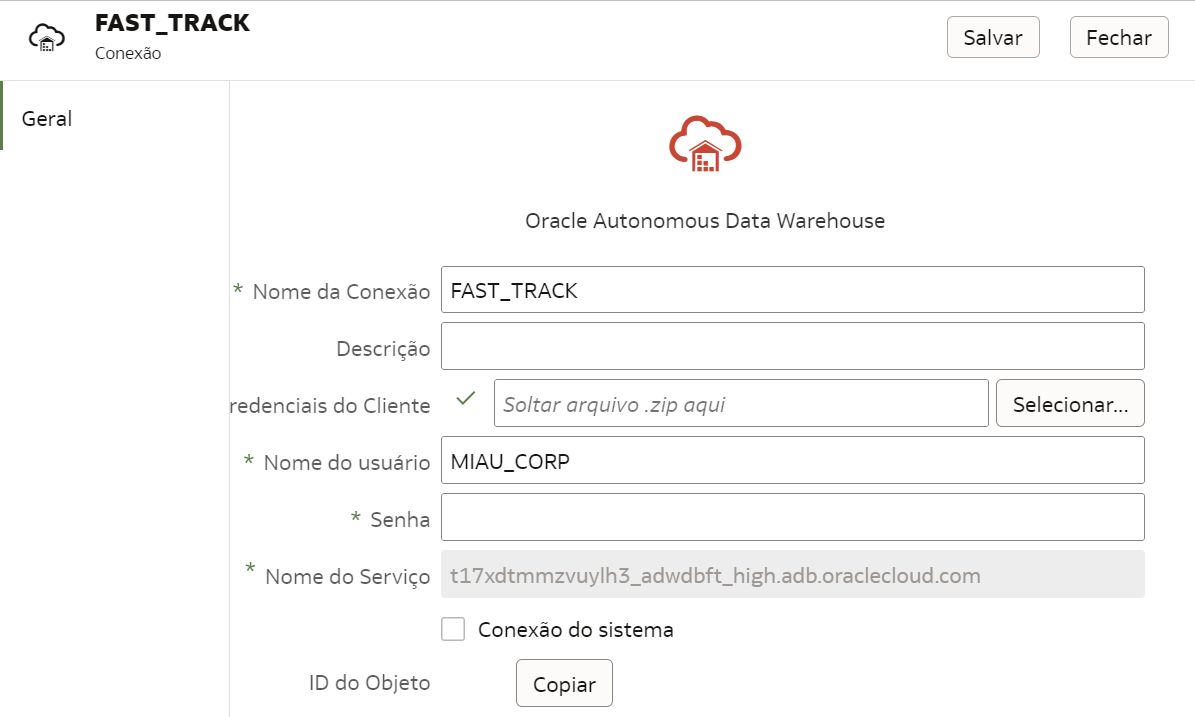 FAST_TRACK
Conexão
Salvar
Fechar
Geral
Oracle Autonomous Data Warehouse
* Nome da Conexão FAST_TRACK
Descrição
redenciais do Cliente Soltar arquivo .zip aqui Selecionar...
* Nome do usuário MIAU_CORP
* Senha
* Nome do Serviço t17xdtmmzvuylh3_adwdbft_high.adb.oraclecloud.com
Conexão do sistema
ID do Objeto Copiar